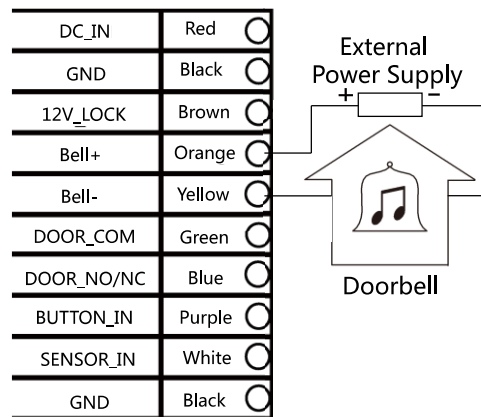 DC_IN Red
GND Black
12V_LOCK Brown
Bell+ Orange
Bell- Yellow
DOOR_COM Green
DOOR_NO/NC Blue
BUTTON_IN Purple
SENSOR_IN White
GND Black
External
Power Supply
+ −
Doorbell